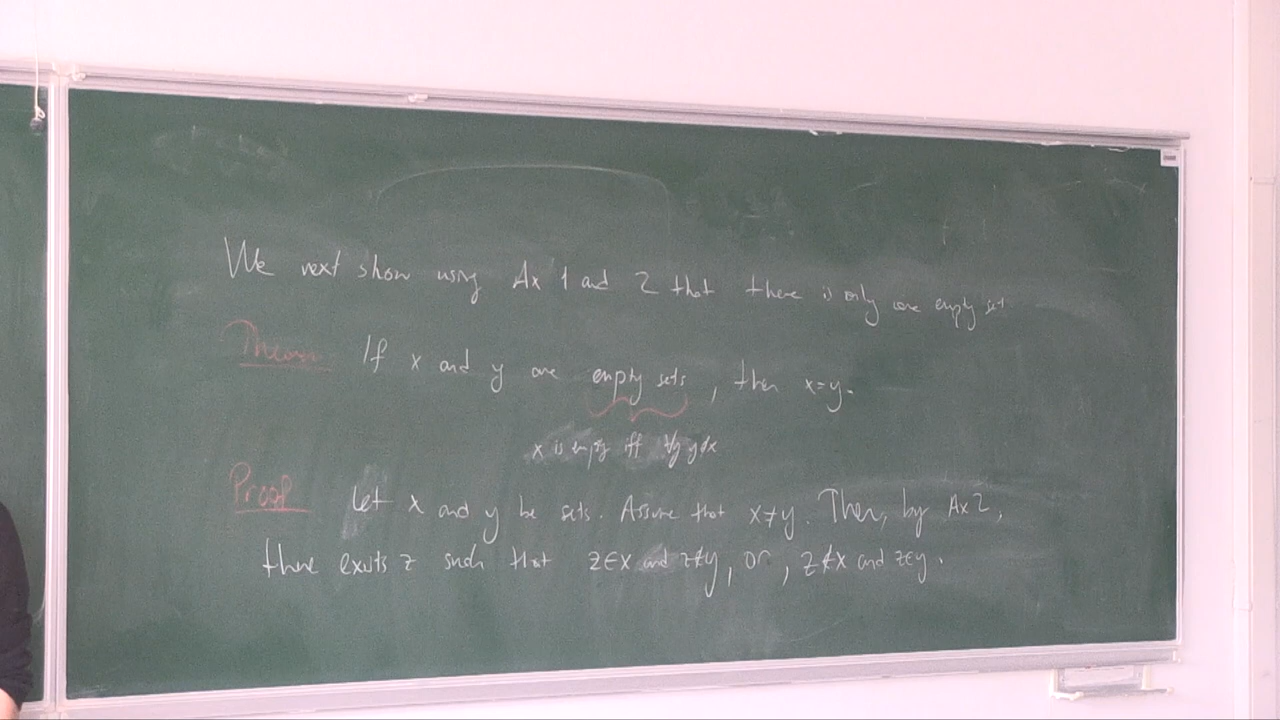 We next show using Ax 1 and 2 that there is only one empty set
Theorem If x and y are empty sets, then x=y.
x is empty iff ∀y y∉x
Proof Let x and y be sets. Assume that x≠y. Then, by Ax 2,
there exists z such that z∈x and z∉y, or, z∉x and z∈y.